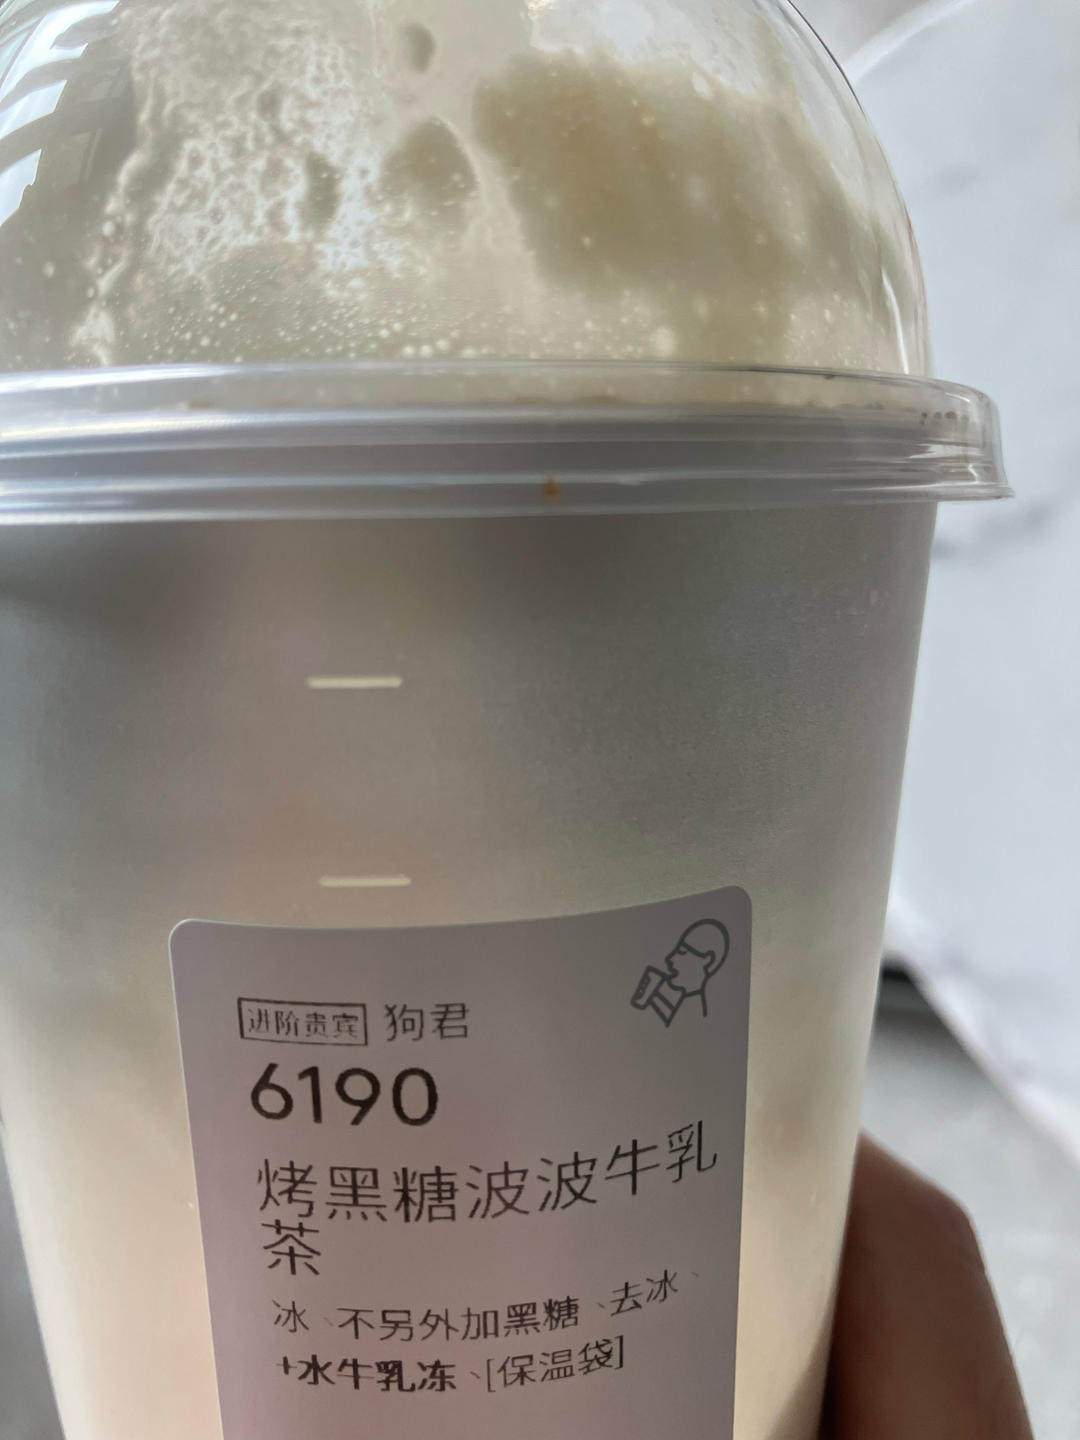 进阶贵宾 狗君
6190
烤黑糖波波牛乳
茶
冰、不另外加黑糖、去冰、
+水牛乳冻、[保温袋]